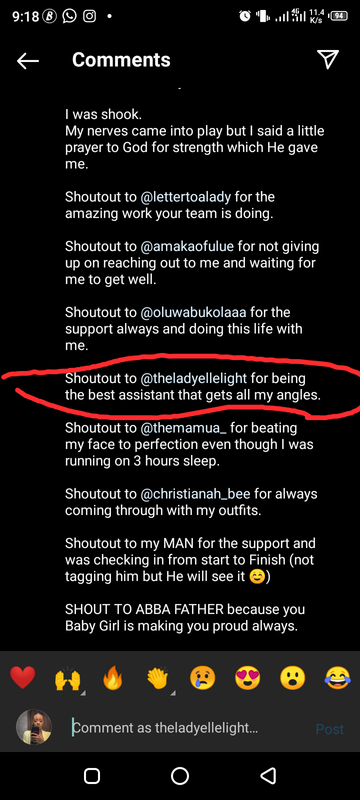 9:18
4G
11.4
K/s
94
Comments
I was shook.
My nerves came into play but I said a little
prayer to God for strength which He gave
me.
Shoutout to @lettertoalady for the
amazing work your team is doing.
Shoutout to @amakaofulue for not giving
up on reaching out to me and waiting for
me to get well.
Shoutout to @oluwabukolaaa for the
support always and doing this life with
me.
Shoutout to @theladyellelight for being
the best assistant that gets all my angles.
Shoutout to @themamua_ for beating
my face to perfection even though I was
running on 3 hours sleep.
Shoutout to @christianah_bee for always
coming through with my outfits.
Shoutout to my MAN for the support and
was checking in from start to Finish (not
tagging him but He will see it 😊)
SHOUT TO ABBA FATHER because you
Baby Girl is making you proud always.
Comment as theladyellelight...
Post